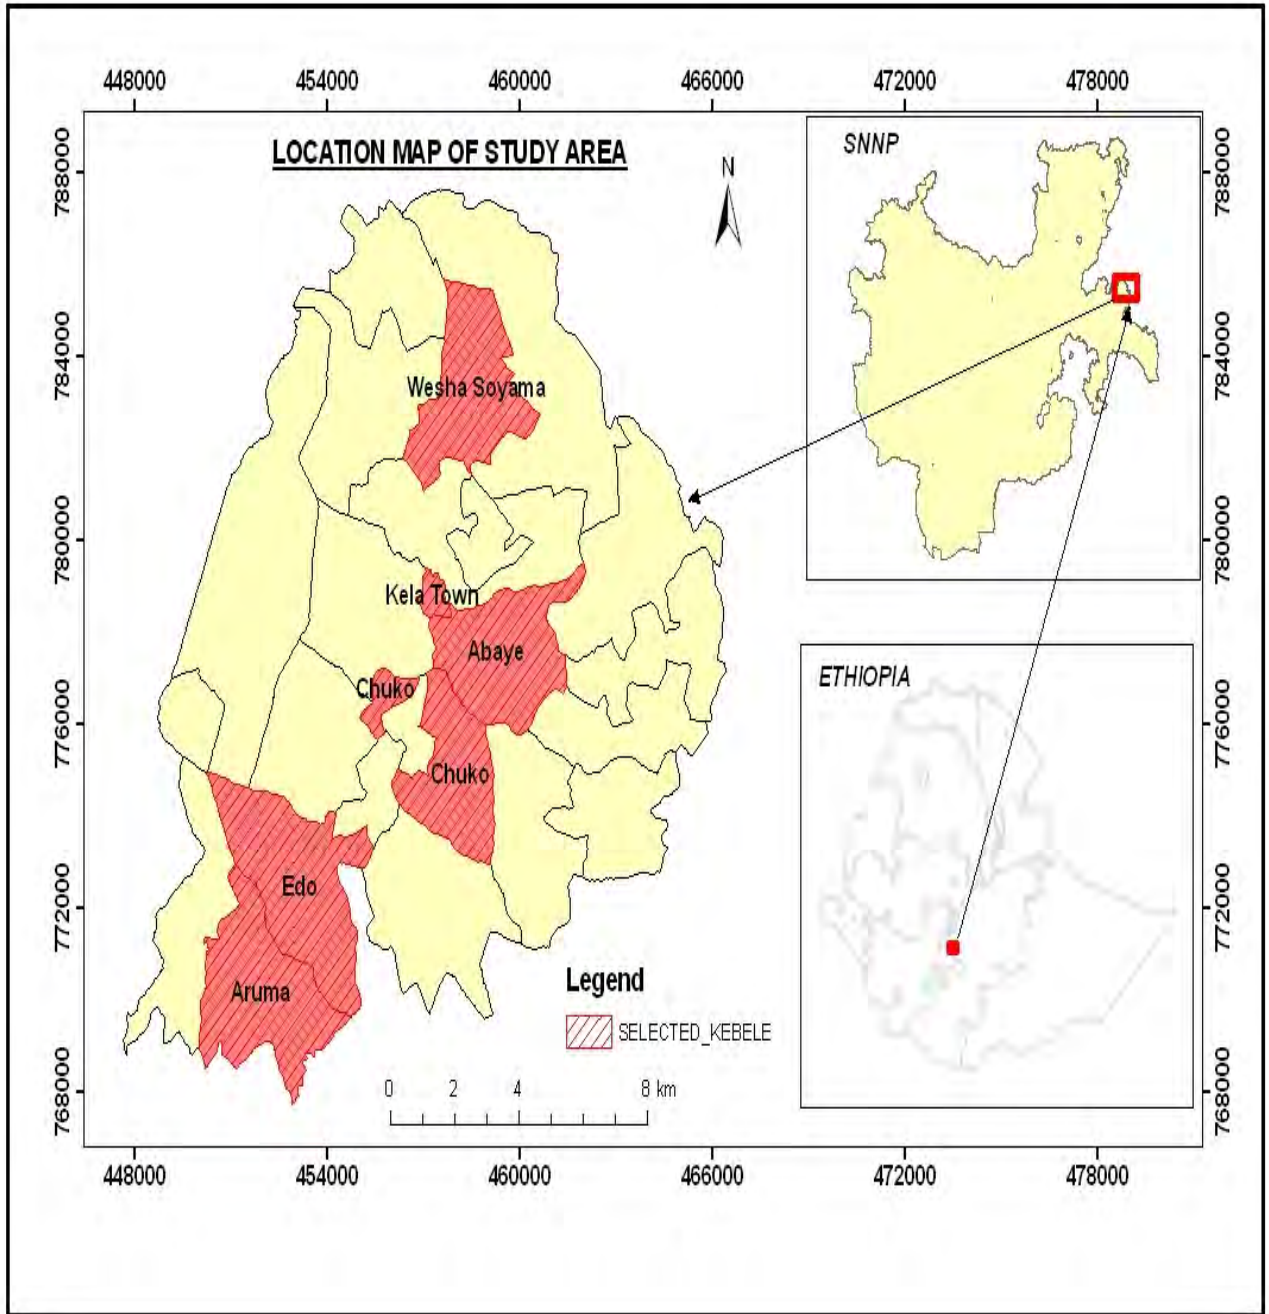 448000 454000 460000 466000 472000 478000
LOCATION MAP OF STUDY AREA
N
SNNP
788000
788000
784000
784000
Wesha Soyama
780000
780000
Kela Town
Abaye
ETHIOPIA
Chuko
776000
776000
Chuko
Edo
772000
772000
Aruma
Legend
SELECTED_KEBELE
0 2 4 8 km
768000
768000
448000 454000 460000 466000 472000 478000